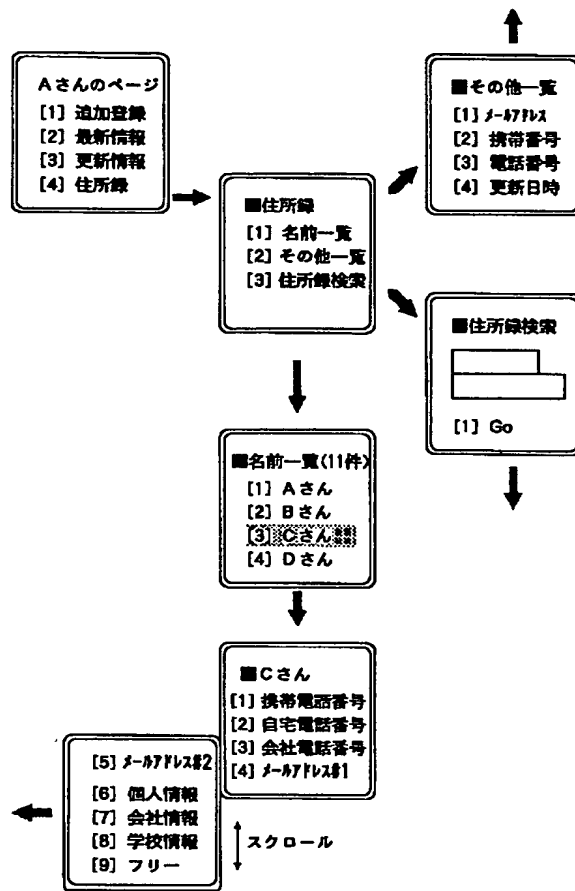 Aさんのページ
[1] 追加登録
[2] 最新情報
[3] 更新情報
[4] 住所録
■住所録
[1] 名前一覧
[2] その他一覧
[3] 住所録検索
■その他一覧
[1] メールアドレス
[2] 携帯番号
[3] 電話番号
[4] 更新日時
■住所録検索
[1] Go
■名前一覧(11件)
[1] Aさん
[2] Bさん
[3] Cさん
[4] Dさん
■Cさん
[1] 携帯電話番号
[2] 自宅電話番号
[3] 会社電話番号
[4] メールアドレス#1
[5] メールアドレス#2
[6] 個人情報
[7] 会社情報
[8] 学校情報
[9] フリー
スクロール